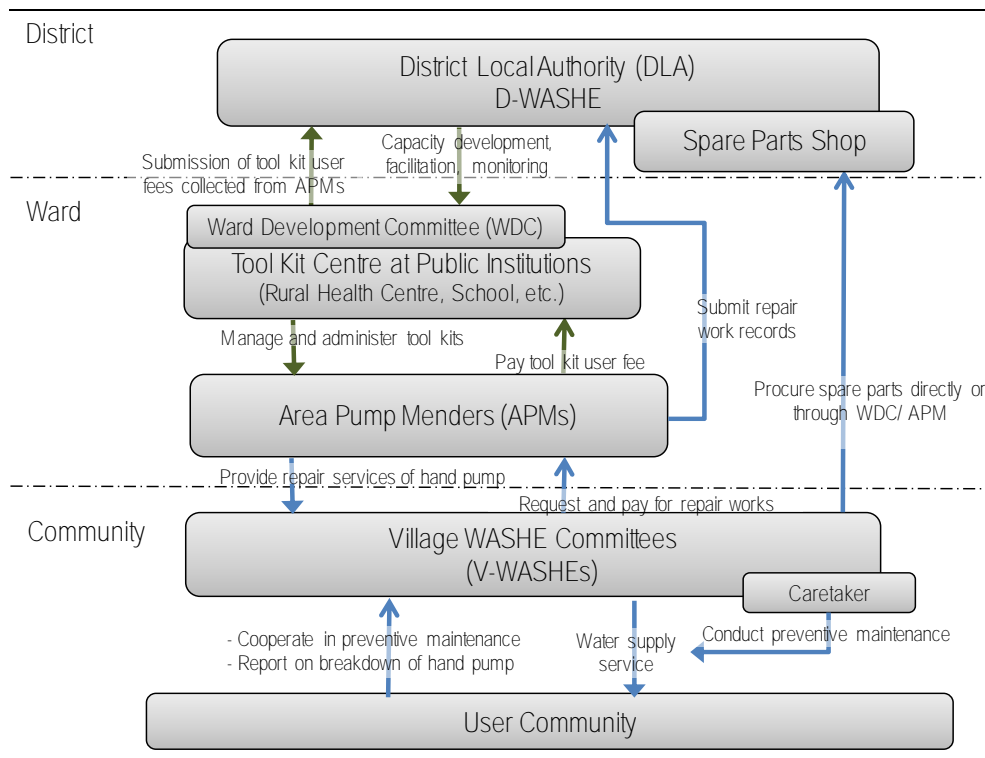 District
District Local Authority (DLA)
D-WASHE
Spare Parts Shop
Submission of tool kit user
fees collected from APMs
Capacity development,
facilitation, monitoring
Ward
Ward Development Committee (WDC)
Tool Kit Centre at Public Institutions
(Rural Health Centre, School, etc.)
Manage and administer tool kits
Pay tool kit user fee
Submit repair
work records
Procure spare parts directly or
through WDC/ APM
Area Pump Menders (APMs)
Provide repair services of hand pump
Request and pay for repair works
Community
Village WASHE Committees
(V-WASHEs)
Caretaker
- Cooperate in preventive maintenance
- Report on breakdown of hand pump
Water supply
service
Conduct preventive maintenance
User Community